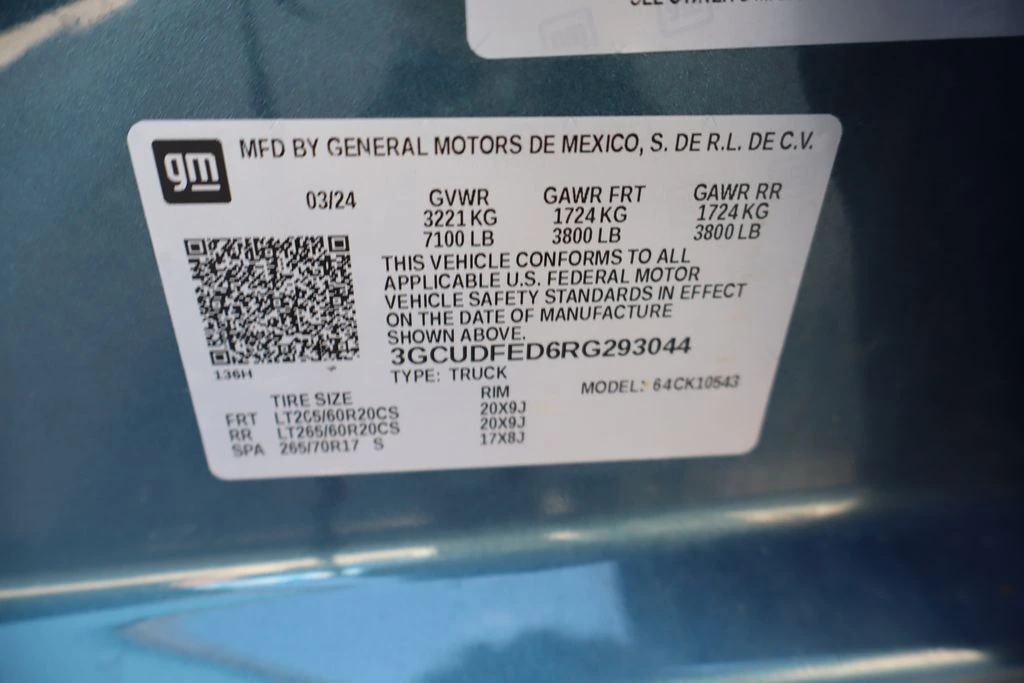 gm
MFD BY GENERAL MOTORS DE MEXICO, S. DE R.L. DE C.V.
03/24 GVWR GAWR FRT GAWR RR
3221 KG 1724 KG 1724 KG
7100 LB 3800 LB 3800 LB
THIS VEHICLE CONFORMS TO ALL
APPLICABLE U.S. FEDERAL MOTOR
VEHICLE SAFETY STANDARDS IN EFFECT
ON THE DATE OF MANUFACTURE
SHOWN ABOVE.
3GCUDFED6RG293044
136H
TYPE: TRUCK MODEL: 64CK10543
TIRE SIZE RIM
FRT LT265/60R20CS 20X9J
RR LT265/60R20CS 20X9J
SPA 265/70R17 S 17X8J